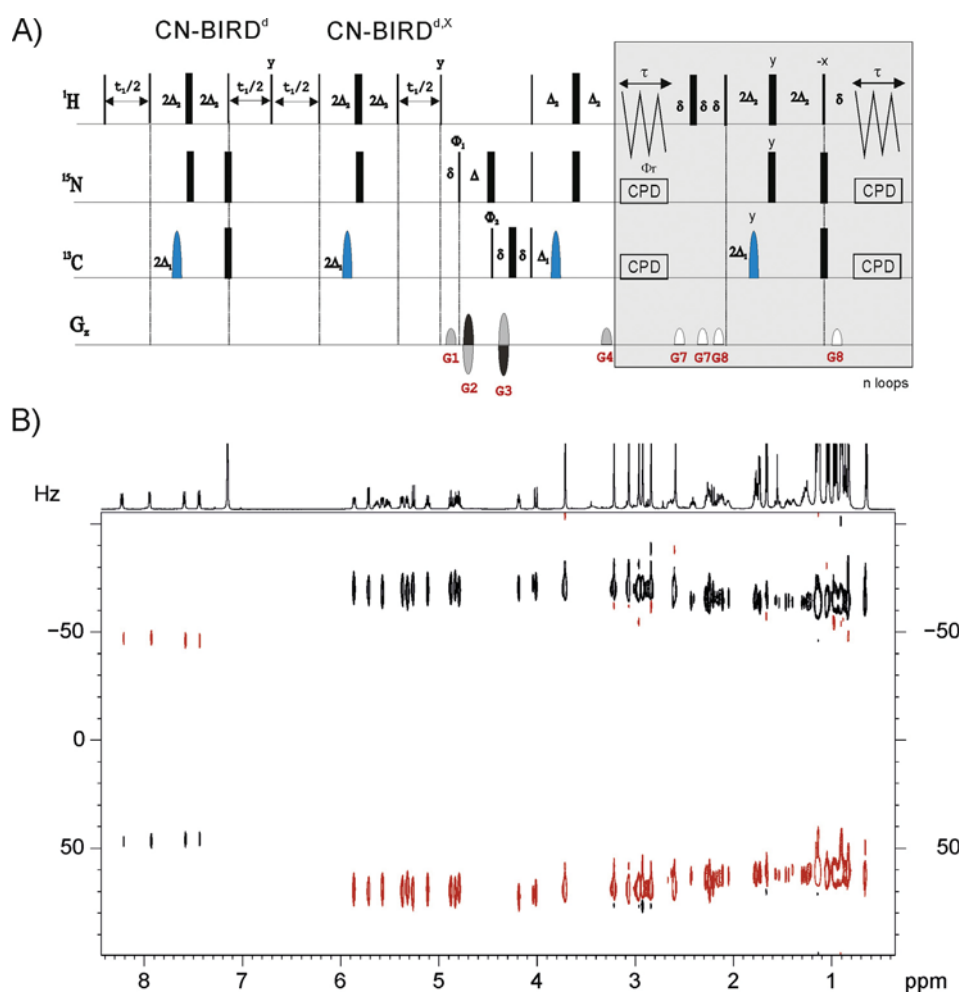 A)
CN-BIRD^d CN-BIRD^d,X
y y y -x
t₁/2 t₁/2 t₁/2 t₁/2
τ τ
¹H 2Δ₂ 2Δ₂ 2Δ₂ 2Δ₂ Δ₂ Δ₂ δ δ δ 2Δ₂ 2Δ₂ δ
Φ₁ y
Φr
¹⁵N δ Δ CPD CPD
Φ₂ y
¹³C 2Δ₁ 2Δ₁ δ δ Δ₁ CPD 2Δ₁ CPD
G_z
G1 G4 G7 G7 G8 G8
G2 G3
n loops
B)
Hz
−50 −50
0 0
50 50
8 7 6 5 4 3 2 1 ppm